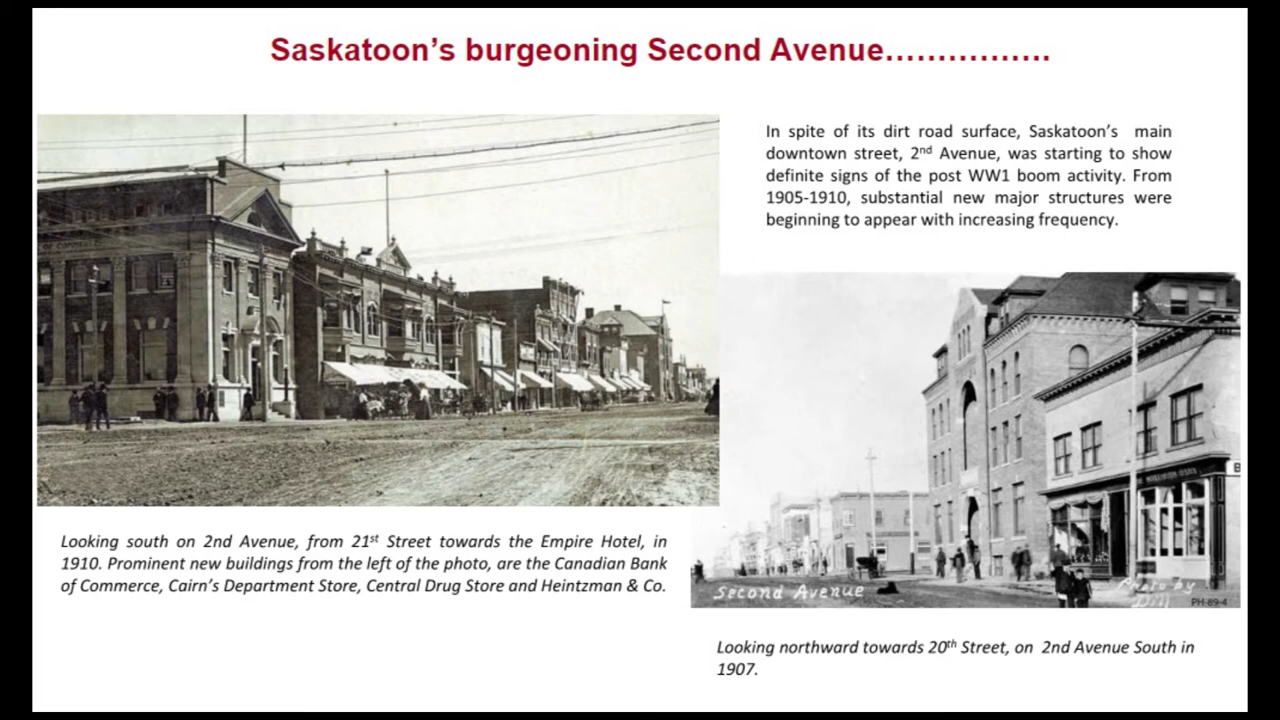 Saskatoon’s burgeoning Second Avenue................
In spite of its dirt road surface, Saskatoon’s main
downtown street, 2nd Avenue, was starting to show
definite signs of the post WW1 boom activity. From
1905-1910, substantial new major structures were
beginning to appear with increasing frequency.
Looking south on 2nd Avenue, from 21st Street towards the Empire Hotel, in
1910. Prominent new buildings from the left of the photo, are the Canadian Bank
of Commerce, Cairn’s Department Store, Central Drug Store and Heintzman & Co.
B
Second Avenue
Photo by
Dill
PH-89-4
Looking northward towards 20th Street, on 2nd Avenue South in
1907.